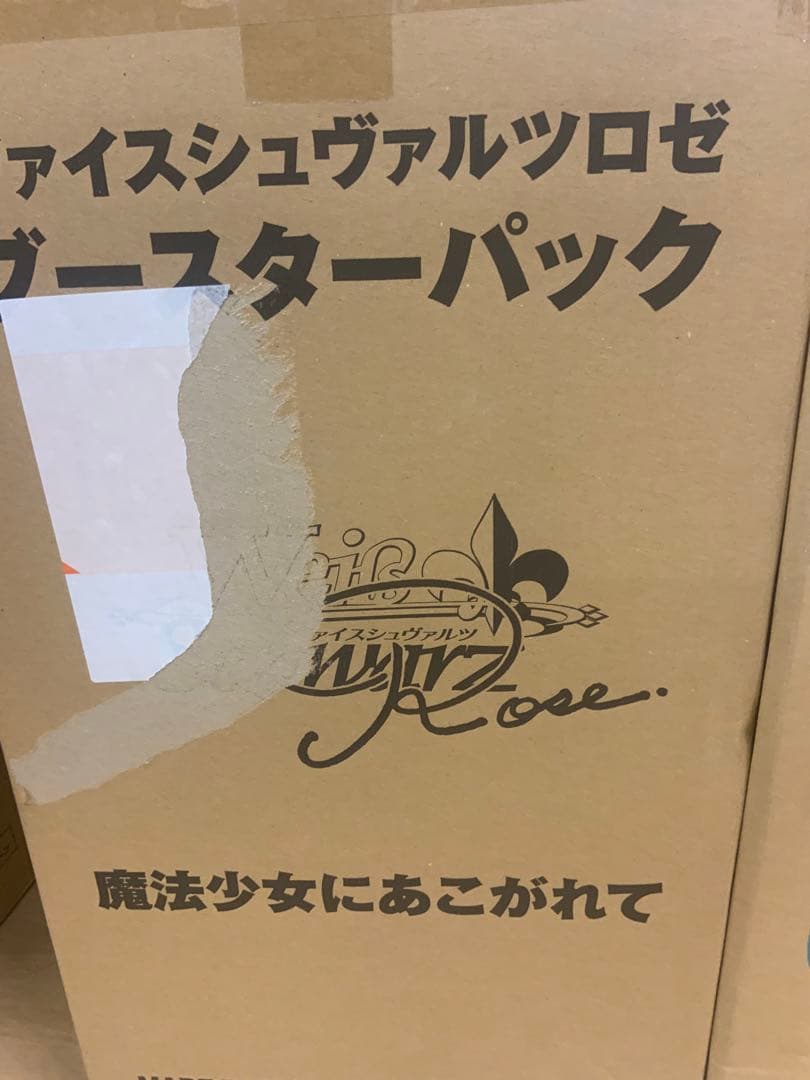 ァイスシュヴァルツロゼ
ブースターパック
Weiß
ァイスシュヴァルツ
Rose.
魔法少女にあこがれて